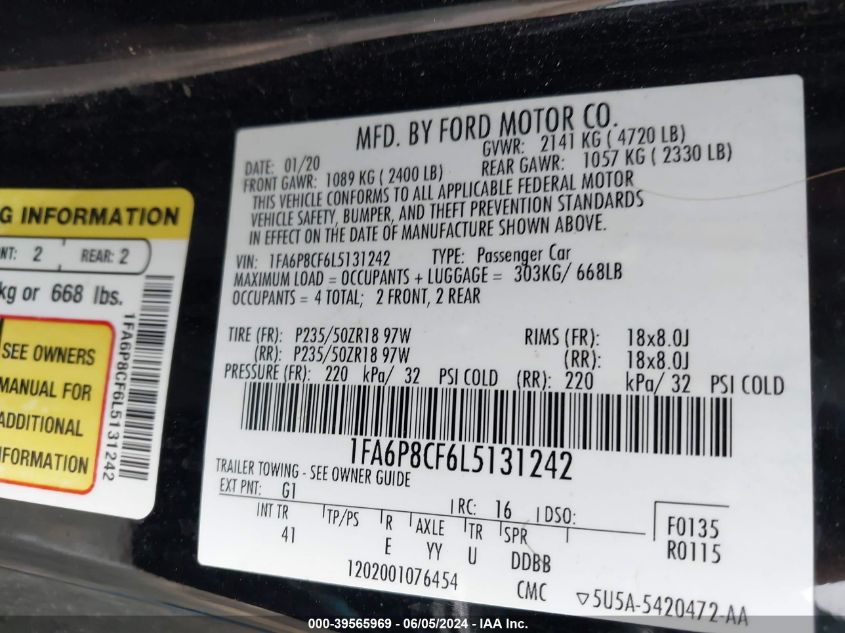 MFD. BY FORD MOTOR CO.
DATE: 01/20 GVWR: 2141 KG ( 4720 LB)
FRONT GAWR: 1089 KG ( 2400 LB) REAR GAWR: 1057 KG ( 2330 LB)
THIS VEHICLE CONFORMS TO ALL APPLICABLE FEDERAL MOTOR
VEHICLE SAFETY, BUMPER, AND THEFT PREVENTION STANDARDS
IN EFFECT ON THE DATE OF MANUFACTURE SHOWN ABOVE.
VIN: 1FA6P8CF6L5131242 TYPE: Passenger Car
MAXIMUM LOAD = OCCUPANTS + LUGGAGE = 303KG/ 668LB
OCCUPANTS = 4 TOTAL; 2 FRONT, 2 REAR
TIRE (FR): P235/50ZR18 97W RIMS (FR): 18x8.0J
(RR): P235/50ZR18 97W (RR): 18x8.0J
PRESSURE (FR): 220 kPa/ 32 PSI COLD (RR): 220 kPa/ 32 PSI COLD
1FA6P8CF6L5131242
TRAILER TOWING - SEE OWNER GUIDE
EXT PNT: G1 RC: 16 DSO: F0135
INT TR TP/PS R AXLE TR SPR R0115
41 E YY U DDBB
1202001076454 CMC ▽5U5A-5420472-AA
G INFORMATION
NT: 2 REAR: 2
kg or 668 lbs.
SEE OWNERS
MANUAL FOR
ADDITIONAL
INFORMATION
1FA6P8CF6L5131242
000-39565969 - 06/05/2024 - IAA Inc.